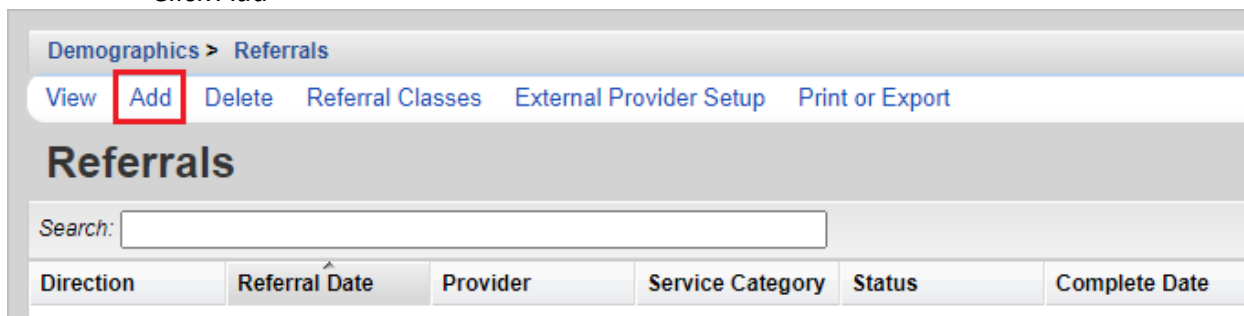 Demographics > Referrals
View Add Delete Referral Classes External Provider Setup Print or Export
Referrals
Search:
Direction Referral Date Provider Service Category Status Complete Date